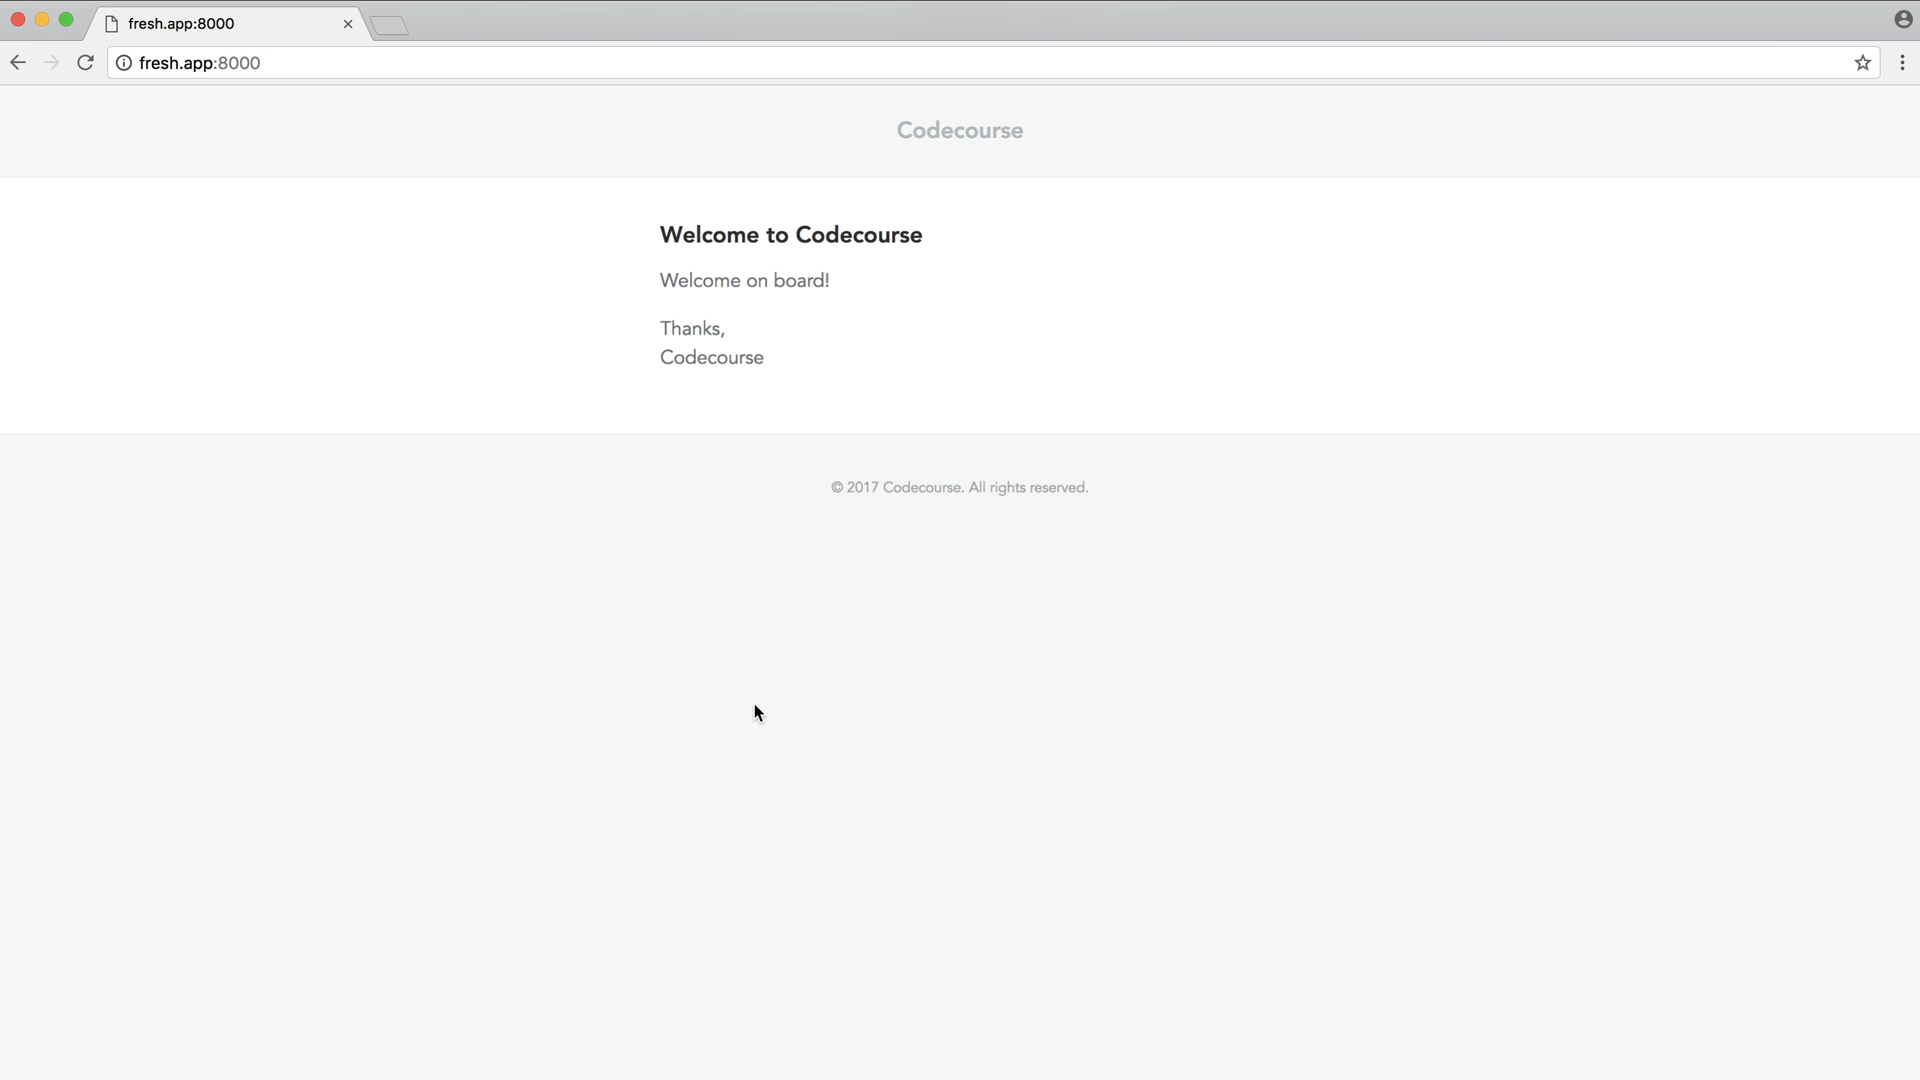 fresh.app:8000
fresh.app:8000
Codecourse
Welcome to Codecourse
Welcome on board!
Thanks,
Codecourse
© 2017 Codecourse. All rights reserved.